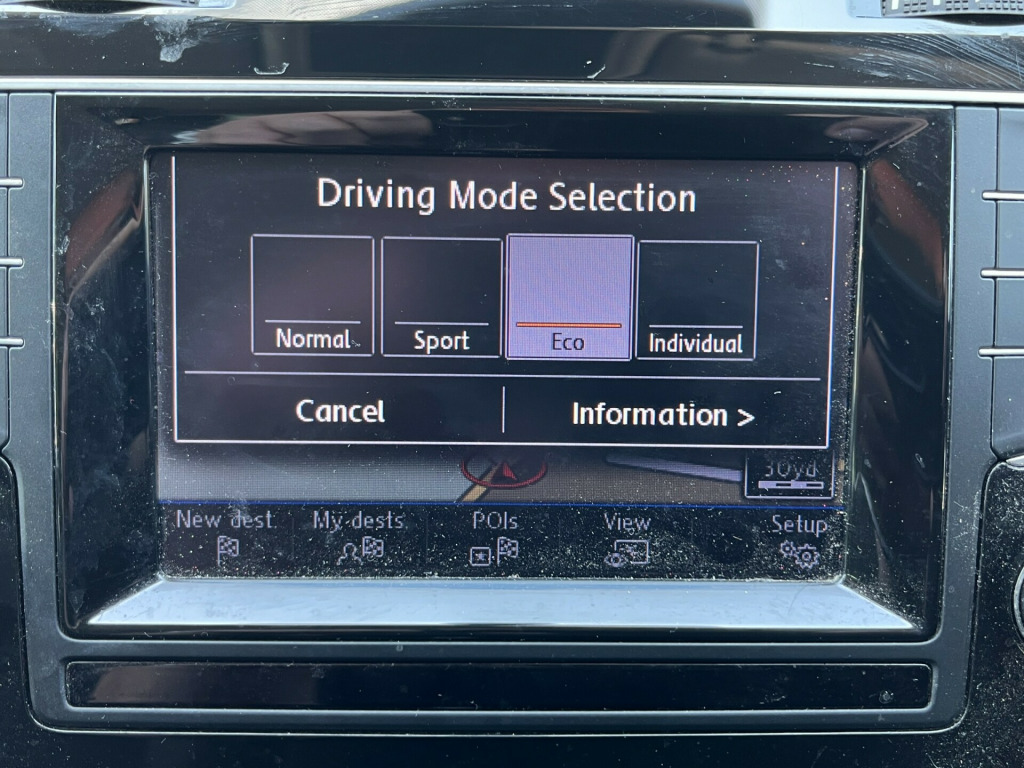 Driving Mode Selection
Normal Sport Eco Individual
Cancel Information >
30yd
New dest. My dests. POIs View Setup